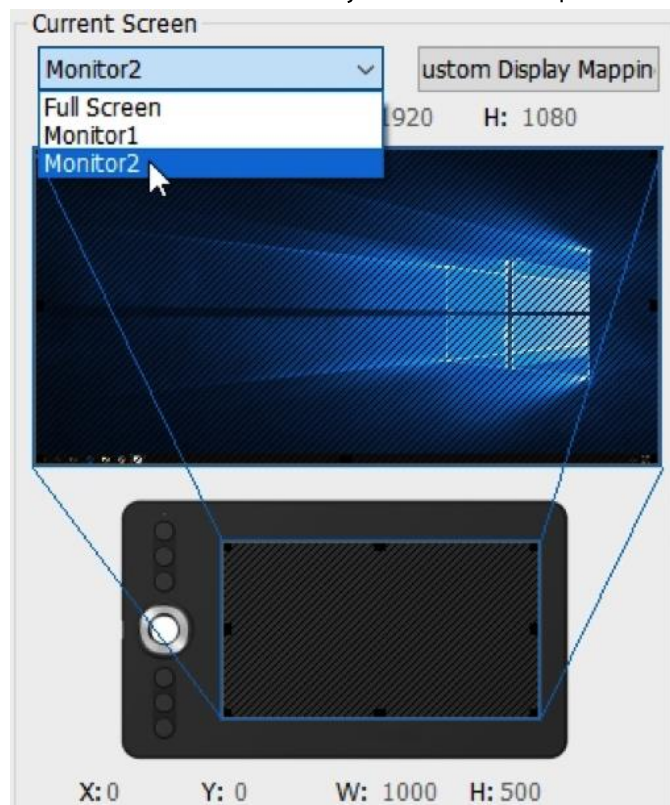 Current Screen
Monitor2 ustom Display Mappin
Full Screen
1920 H: 1080
Monitor1
Monitor2
X: 0 Y: 0 W: 1000 H: 500